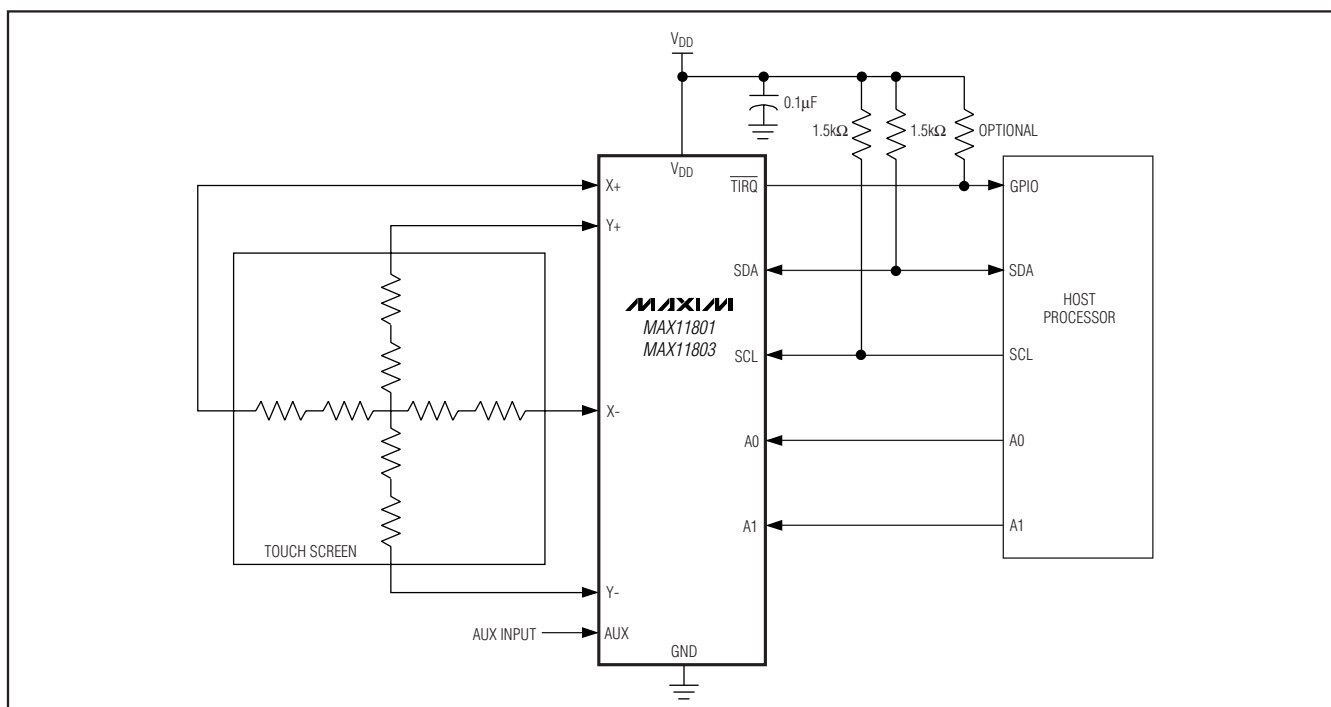 VDD
0.1µF
1.5kΩ
1.5kΩ
OPTIONAL
VDD
X+
TIRQ
GPIO
Y+
SDA
SDA
MAXIM
HOST
PROCESSOR
MAX11801
MAX11803
SCL
SCL
X-
A0
A0
A1
A1
TOUCH SCREEN
Y-
AUX INPUT
AUX
GND